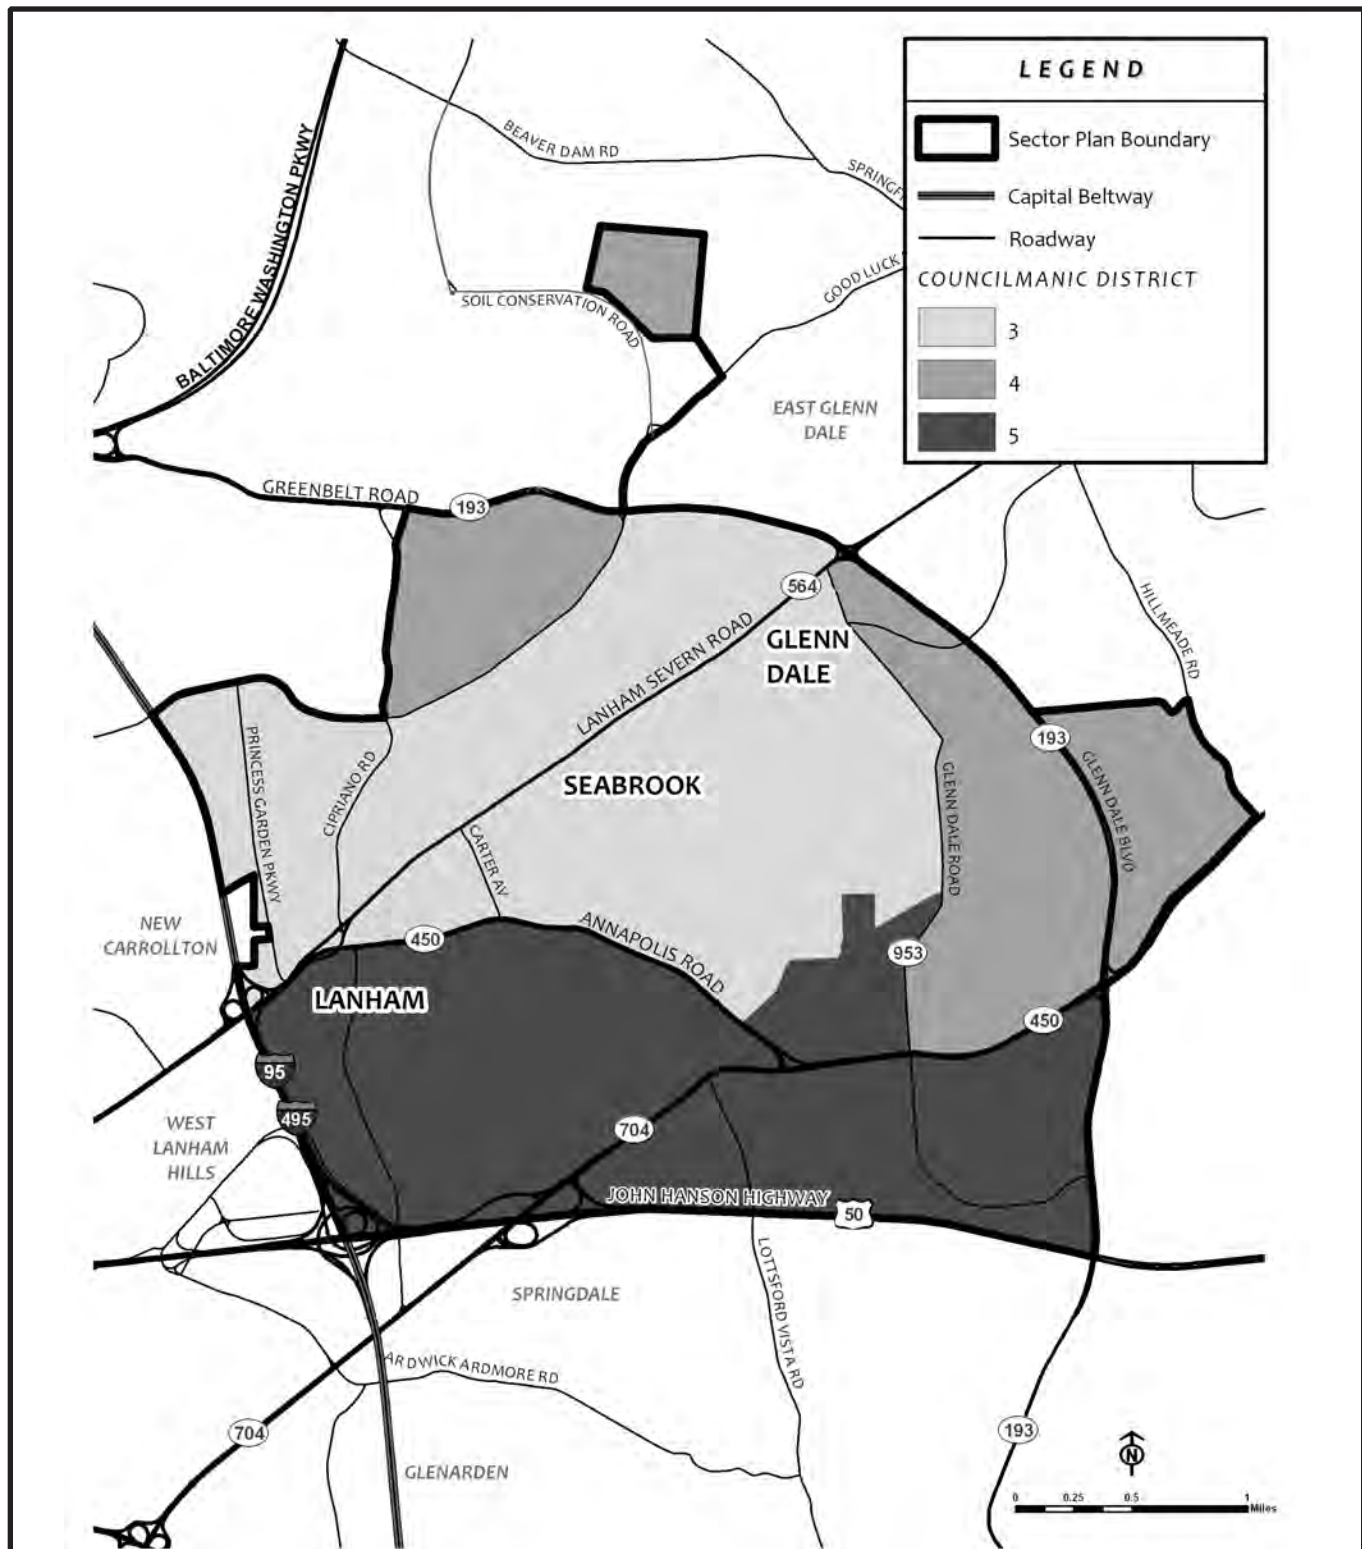 LEGEND
Sector Plan Boundary
Capital Beltway
Roadway
COUNCILMANIC DISTRICT
3
4
5
BALTIMORE WASHINGTON PKWY
BEAVER DAM RD
SPRINGF
SOIL CONSERVATION ROAD
GOOD LUCK
EAST GLENN
DALE
GREENBELT ROAD
193
564
HILLMEADE RD
LANHAM SEVERN ROAD
GLENN
DALE
PRINCESS GARDEN PKWY
CIPRIANO RD
SEABROOK
193
GLENN DALE BLVD
GLENN DALE ROAD
CARTER AV
NEW
CARROLLTON
450
ANNAPOLIS ROAD
953
LANHAM
450
95
495
WEST
LANHAM
HILLS
704
JOHN HANSON HIGHWAY
50
SPRINGDALE
LOTTSFORD VISTA RD
ARDWICK ARDMORE RD
704
GLENARDEN
193
N
0 0.25 0.5 1
Miles